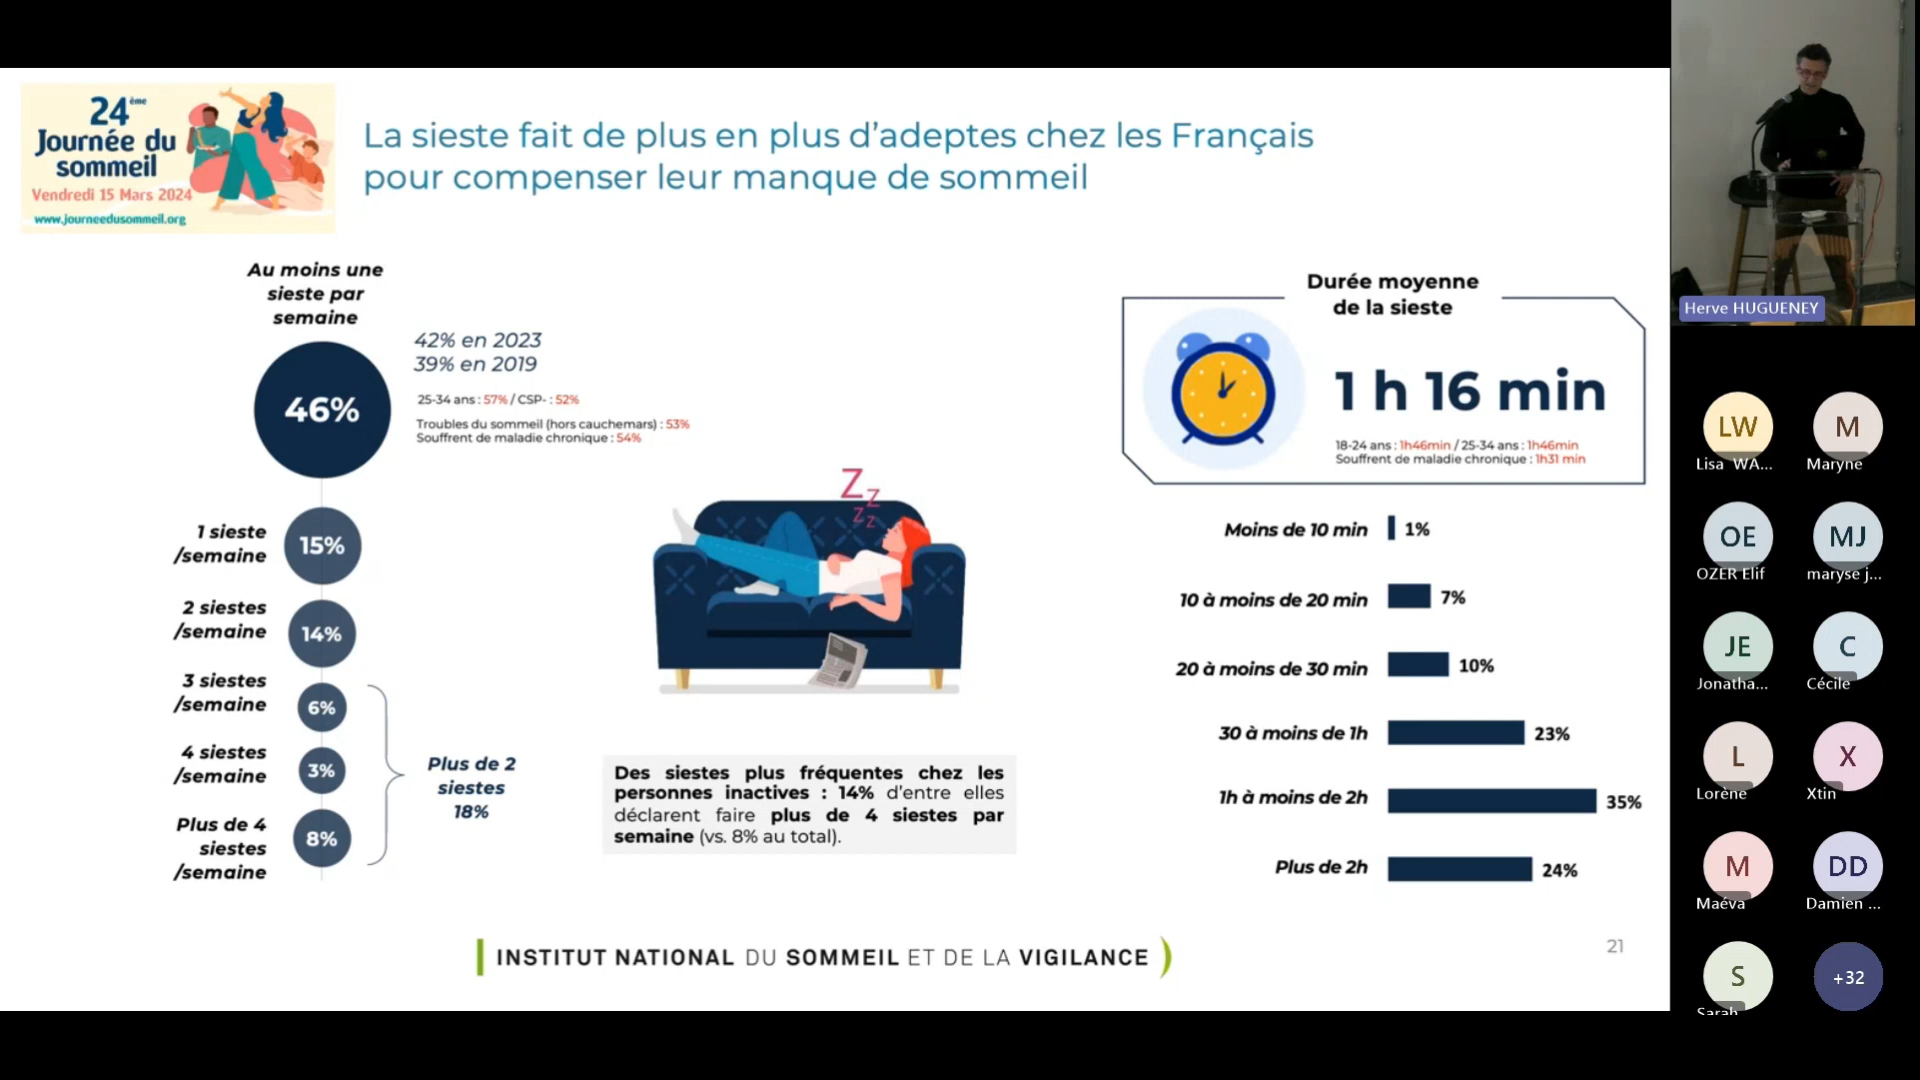 24ème
Journée du
sommeil
Vendredi 15 Mars 2024
www.journeedusommeil.org
La sieste fait de plus en plus d’adeptes chez les Français
pour compenser leur manque de sommeil
Au moins une
sieste par
semaine
46%
42% en 2023
39% en 2019
25-34 ans : 57% / CSP- : 52%
Troubles du sommeil (hors cauchemars) : 53%
Souffrent de maladie chronique : 54%
1 sieste
/semaine
15%
2 siestes
/semaine
14%
3 siestes
/semaine
6%
4 siestes
/semaine
3%
Plus de 4
siestes
/semaine
8%
Plus de 2
siestes
18%
Zz
zz
Des siestes plus fréquentes chez les
personnes inactives : 14% d’entre elles
déclarent faire plus de 4 siestes par
semaine (vs. 8% au total).
Durée moyenne
de la sieste
1 h 16 min
18-24 ans : 1h46min / 25-34 ans : 1h46min
Souffrent de maladie chronique : 1h31 min
Moins de 10 min 1%
10 à moins de 20 min 7%
20 à moins de 30 min 10%
30 à moins de 1h 23%
1h à moins de 2h 35%
Plus de 2h 24%
INSTITUT NATIONAL DU SOMMEIL ET DE LA VIGILANCE
21
Herve HUGUENEY
LW
Lisa WA...
M
Maryne
OE
OZER Elif
MJ
maryse j...
JE
Jonatha...
C
Cécile
L
Lorène
X
Xtin
M
Maéva
DD
Damien ...
S
Sarah
+32